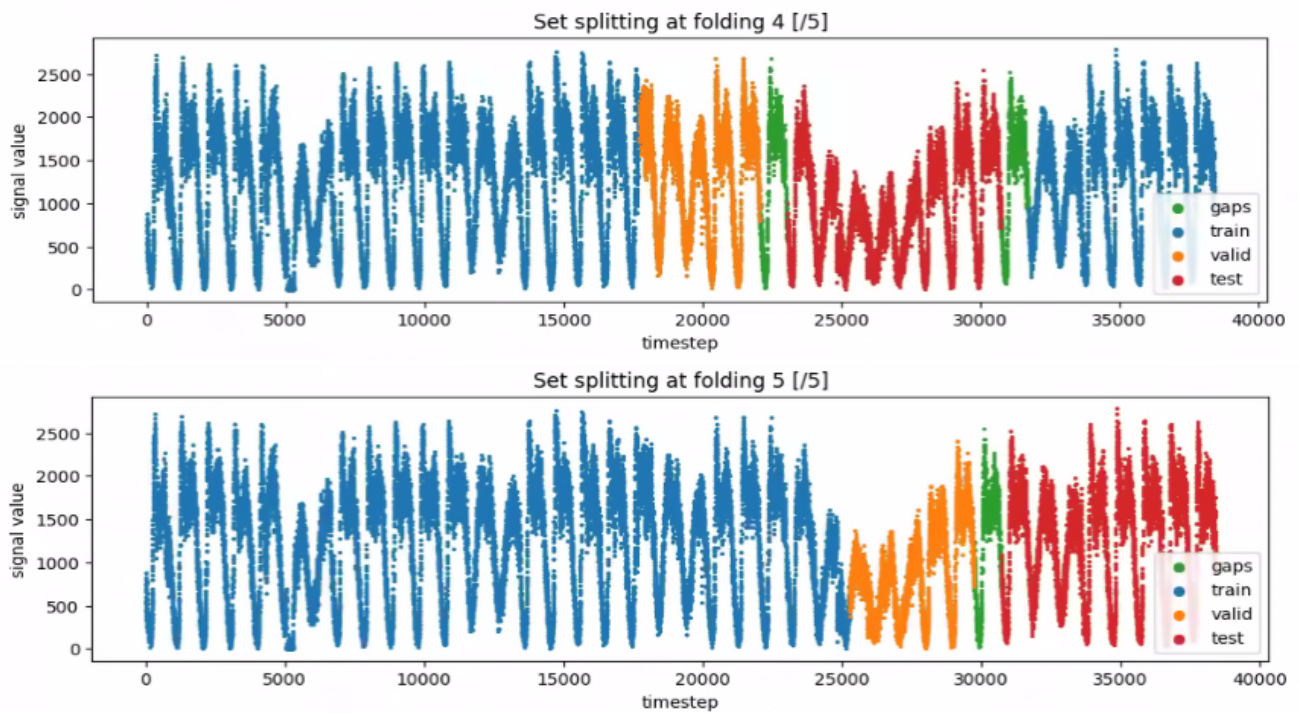 Set splitting at folding 4 [/5]
signal value
2500
2000
1500
1000
500
0
gaps
train
valid
test
0 5000 10000 15000 20000 25000 30000 35000 40000
timestep
Set splitting at folding 5 [/5]
signal value
2500
2000
1500
1000
500
0
gaps
train
valid
test
0 5000 10000 15000 20000 25000 30000 35000 40000
timestep